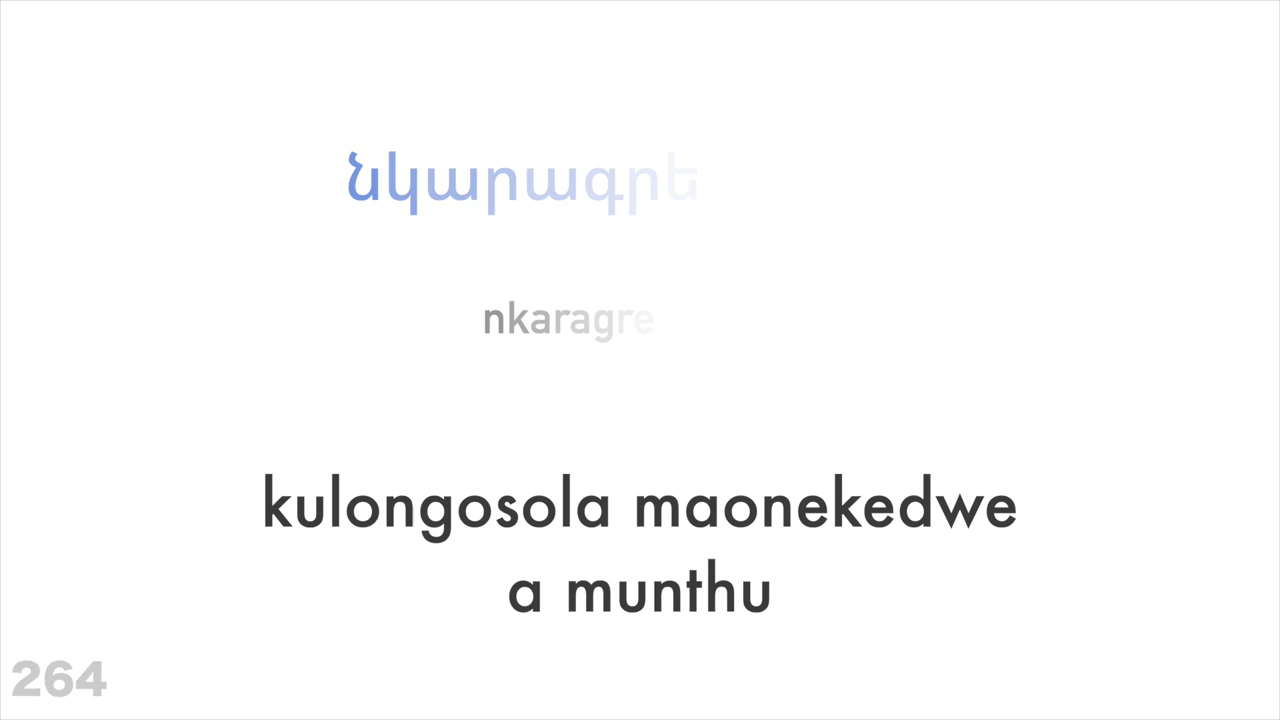 նկարագրե
nkaragre
kulongosola maonekedwe
a munthu
264